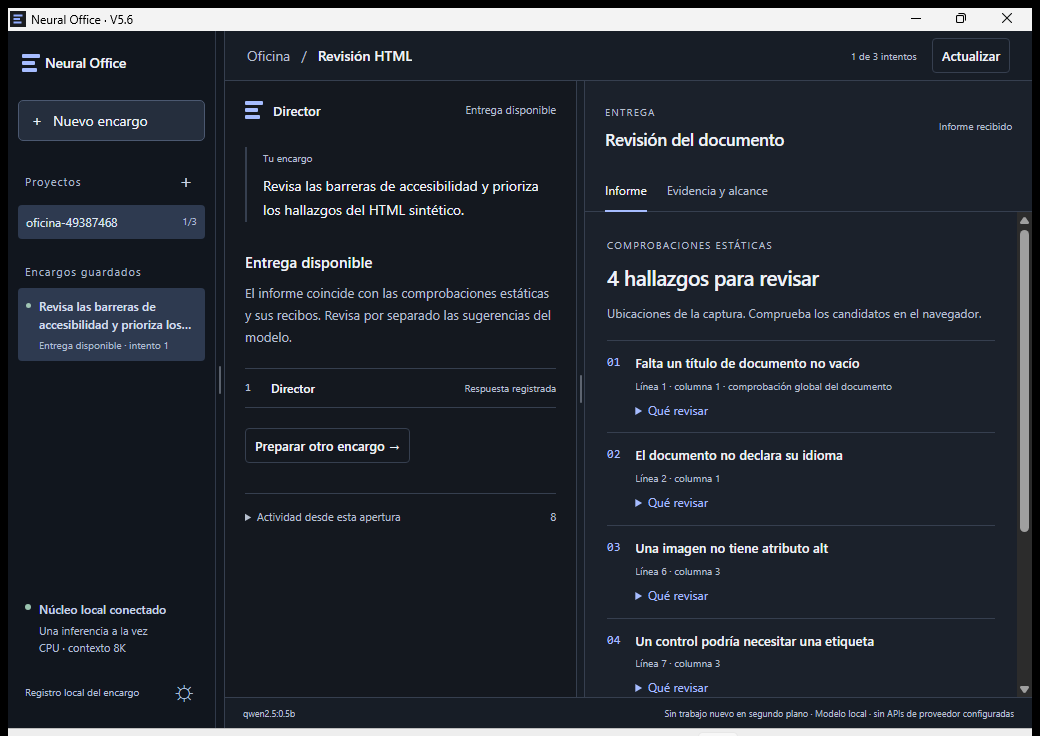 Neural Office · V5.6
Neural Office
+ Nuevo encargo
Proyectos +
oficina-49387468 1/3
Encargos guardados
Revisa las barreras de
accesibilidad y prioriza los...
Entrega disponible · intento 1
Núcleo local conectado
Una inferencia a la vez
CPU · contexto 8K
Registro local del encargo
Oficina / Revisión HTML
1 de 3 intentos
Actualizar
Director
Entrega disponible
Tu encargo
Revisa las barreras de accesibilidad y prioriza
los hallazgos del HTML sintético.
Entrega disponible
El informe coincide con las comprobaciones estáticas
y sus recibos. Revisa por separado las sugerencias del
modelo.
1 Director Respuesta registrada
Preparar otro encargo →
▶ Actividad desde esta apertura 8
ENTREGA
Revisión del documento
Informe recibido
Informe Evidencia y alcance
COMPROBACIONES ESTÁTICAS
4 hallazgos para revisar
Ubicaciones de la captura. Comprueba los candidatos en el navegador.
01 Falta un título de documento no vacío
Línea 1 · columna 1 · comprobación global del documento
▶ Qué revisar
02 El documento no declara su idioma
Línea 2 · columna 1
▶ Qué revisar
03 Una imagen no tiene atributo alt
Línea 6 · columna 3
▶ Qué revisar
04 Un control podría necesitar una etiqueta
Línea 7 · columna 3
▶ Qué revisar
qwen2.5:0.5b
Sin trabajo nuevo en segundo plano · Modelo local · sin APIs de proveedor configuradas